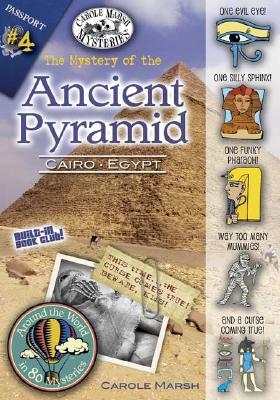 PASSPORT
#4
CAROLE MARSH
MYSTERIES
The Mystery of the
Ancient Pyramid
CAIRO · EGYPT
BUILT-IN
BOOK CLUB!
THIS TIME...THE
CURSE COMES TRUE!
BEWARE, KIDS!
Around the World
in 80 Mysteries
CAROLE MARSH
ONE EVIL EYE!
ONE SILLY SPHINX!
ONE FUNKY
PHARAOH!
WAY TOO MANY
MUMMIES!
AND A CURSE
COMING TRUE!